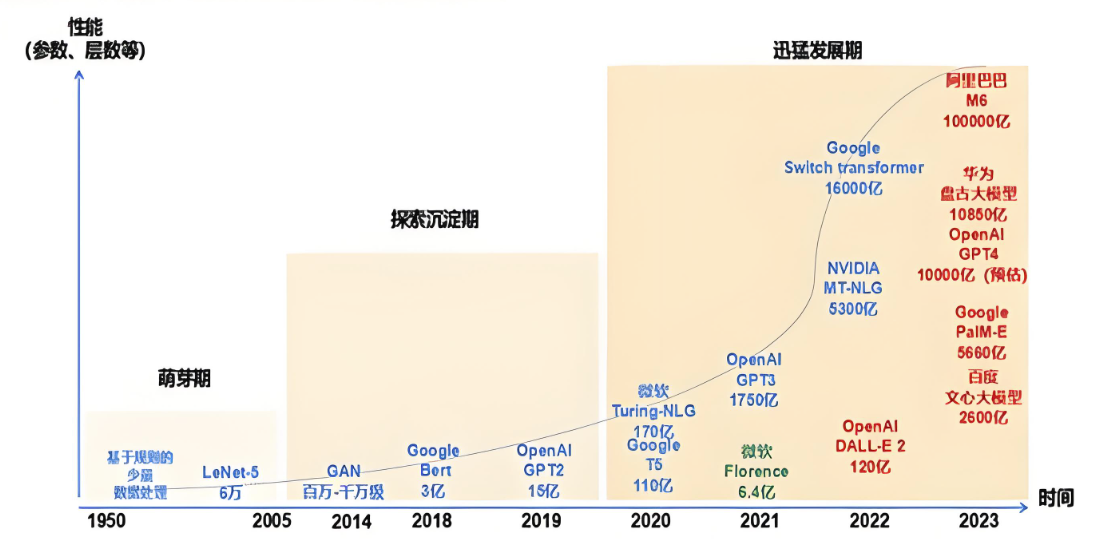 性能
(参数、层数等)
迅猛发展期
阿里巴巴
M6
100000亿
Google
Switch transformer
16000亿
华为
盘古大模型
10850亿
探索沉淀期
OpenAI
GPT4
10000亿 (预估)
NVIDIA
MT-NLG
5300亿
Google
PalM-E
5660亿
萌芽期
OpenAI
GPT3
1750亿
百度
文心大模型
2600亿
微软
Turing-NLG
170亿
OpenAI
DALL-E 2
120亿
基于规则的
少量
数据处理
LeNet-5
6万
GAN
百万-千万级
Google
Bert
3亿
OpenAI
GPT2
15亿
Google
T5
110亿
微软
Florence
6.4亿
时间
1950
2005
2014
2018
2019
2020
2021
2022
2023